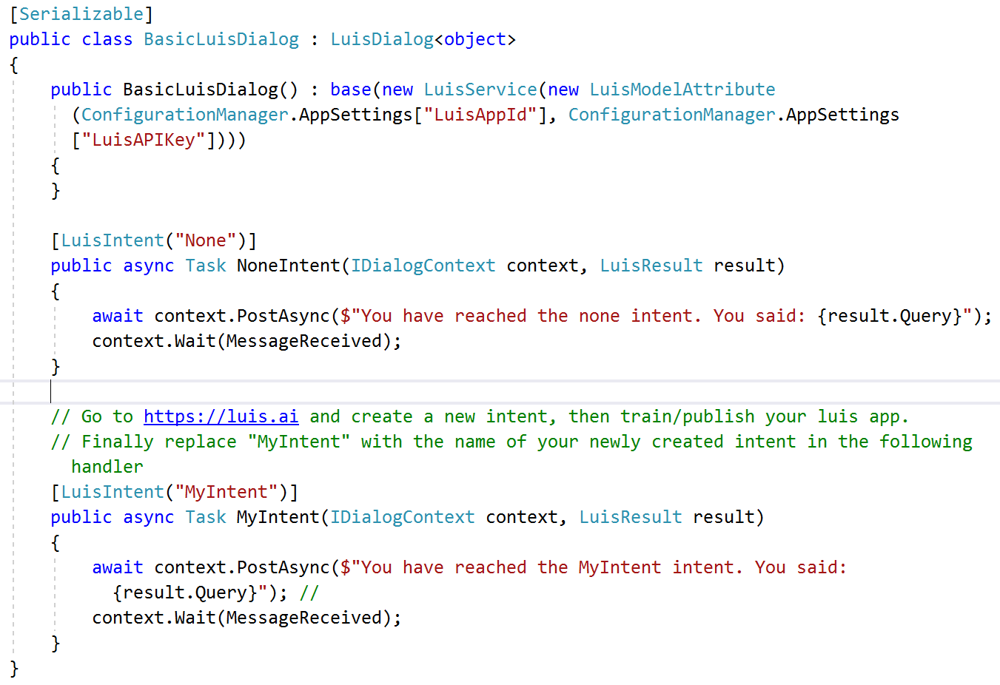 [Serializable]
public class BasicLuisDialog : LuisDialog<object>
{
    public BasicLuisDialog() : base(new LuisService(new LuisModelAttribute
      (ConfigurationManager.AppSettings["LuisAppId"], ConfigurationManager.AppSettings
      ["LuisAPIKey"])))
    {
    }

    [LuisIntent("None")]
    public async Task NoneIntent(IDialogContext context, LuisResult result)
    {
        await context.PostAsync($"You have reached the none intent. You said: {result.Query}");
        context.Wait(MessageReceived);
    }

    // Go to https://luis.ai and create a new intent, then train/publish your luis app.
    // Finally replace "MyIntent" with the name of your newly created intent in the following
      handler
    [LuisIntent("MyIntent")]
    public async Task MyIntent(IDialogContext context, LuisResult result)
    {
        await context.PostAsync($"You have reached the MyIntent intent. You said:
          {result.Query}"); //
        context.Wait(MessageReceived);
    }
}